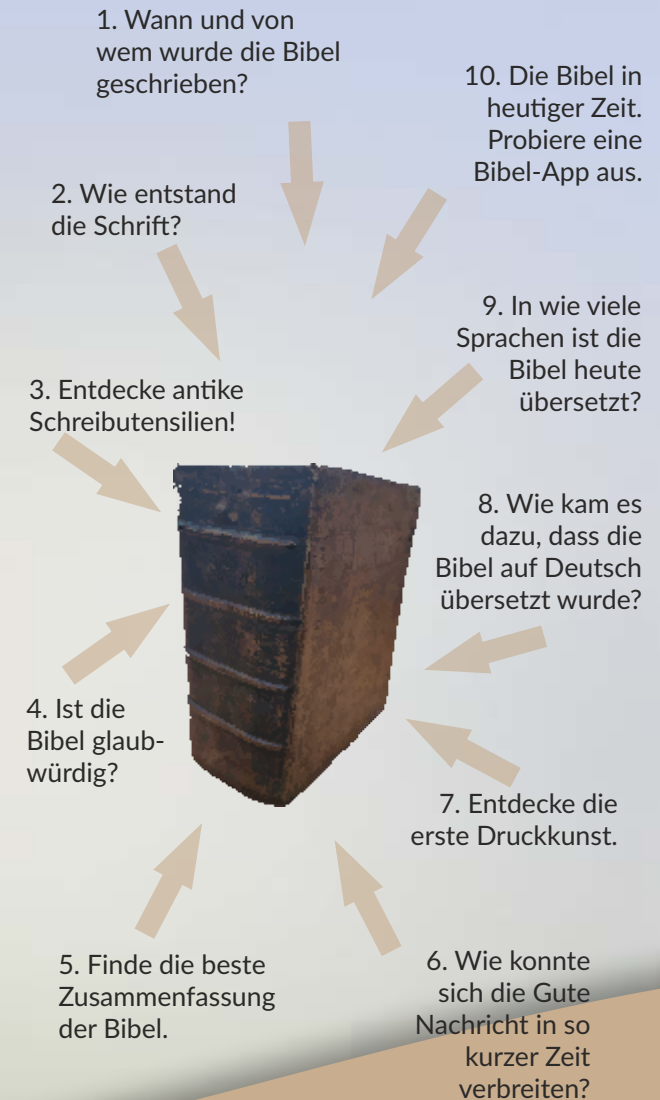 1. Wann und von
wem wurde die Bibel
geschrieben?
2. Wie entstand
die Schrift?
3. Entdecke antike
Schreibutensilien!
4. Ist die
Bibel glaub-
würdig?
5. Finde die beste
Zusammenfassung
der Bibel.
6. Wie konnte
sich die Gute
Nachricht in so
kurzer Zeit
verbreiten?
7. Entdecke die
erste Druckkunst.
8. Wie kam es
dazu, dass die
Bibel auf Deutsch
übersetzt wurde?
9. In wie viele
Sprachen ist die
Bibel heute
übersetzt?
10. Die Bibel in
heutiger Zeit.
Probiere eine
Bibel-App aus.